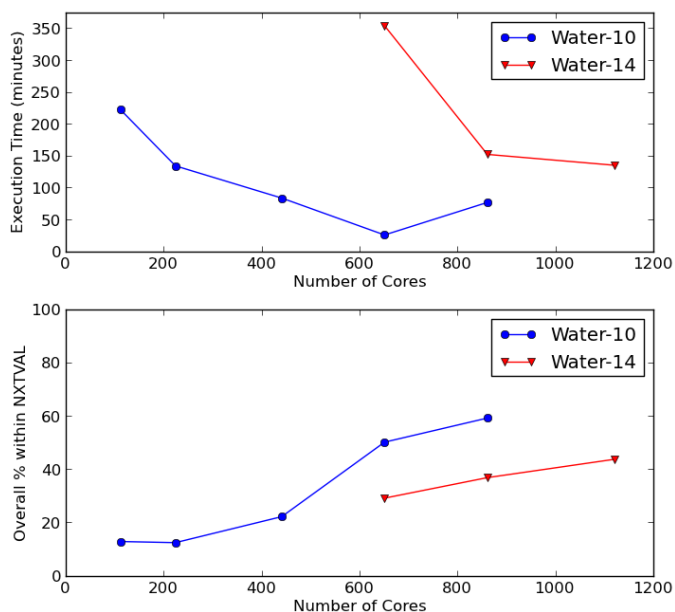 Execution Time (minutes)
350
300
250
200
150
100
50
0
0 200 400 600 800 1000 1200
Number of Cores
Water-10
Water-14
Overall % within NXTVAL
100
80
60
40
20
0
0 200 400 600 800 1000 1200
Number of Cores
Water-10
Water-14